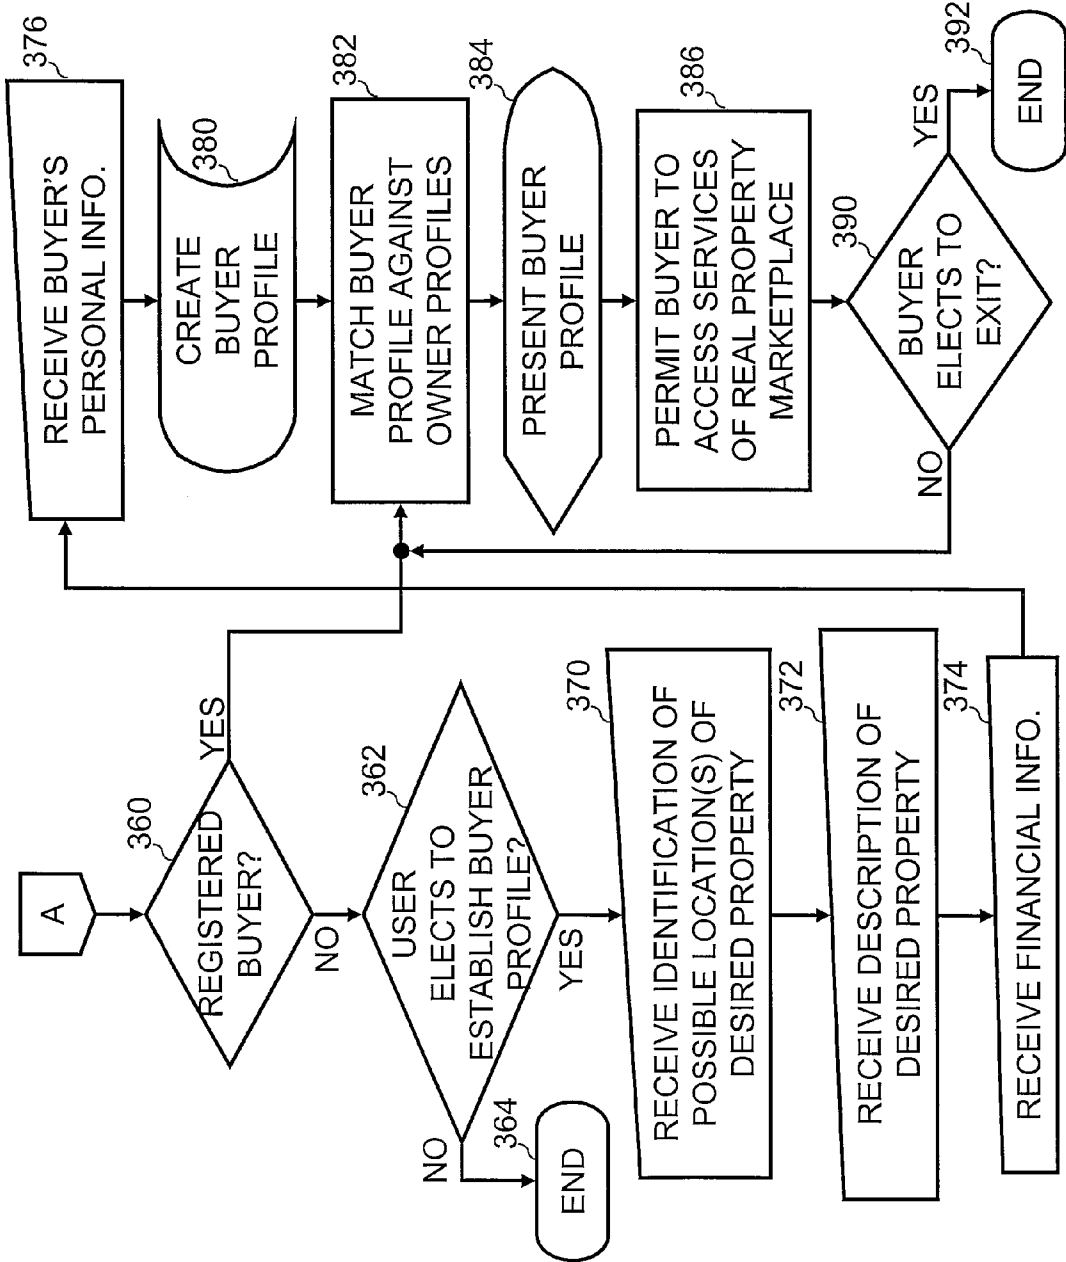 A
360
REGISTERED
BUYER?
YES
NO
362
USER
ELECTS TO
ESTABLISH BUYER
PROFILE?
NO
364
END
YES
370
RECEIVE IDENTIFICATION OF
POSSIBLE LOCATION(S) OF
DESIRED PROPERTY
372
RECEIVE DESCRIPTION OF
DESIRED PROPERTY
374
RECEIVE FINANCIAL INFO.
376
RECEIVE BUYER'S
PERSONAL INFO.
380
CREATE
BUYER
PROFILE
382
MATCH BUYER
PROFILE AGAINST
OWNER PROFILES
384
PRESENT BUYER
PROFILE
386
PERMIT BUYER TO
ACCESS SERVICES
OF REAL PROPERTY
MARKETPLACE
390
BUYER
ELECTS TO
EXIT?
NO
YES
392
END